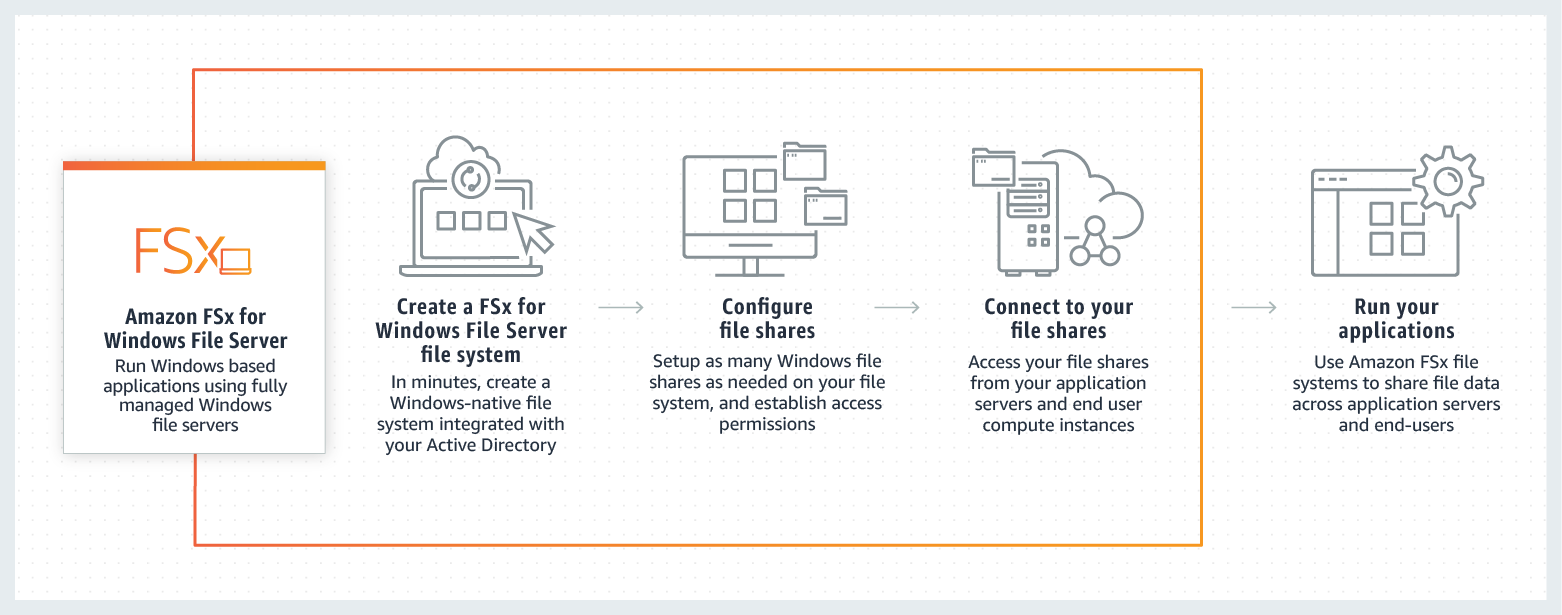 FSx
Amazon FSx for
Windows File Server
Run Windows based
applications using fully
managed Windows
file servers
Create a FSx for
Windows File Server
file system
In minutes, create a
Windows-native file
system integrated with
your Active Directory
Configure
file shares
Setup as many Windows file
shares as needed on your file
system, and establish access
permissions
Connect to your
file shares
Access your file shares
from your application
servers and end user
compute instances
Run your
applications
Use Amazon FSx file
systems to share file data
across application servers
and end-users